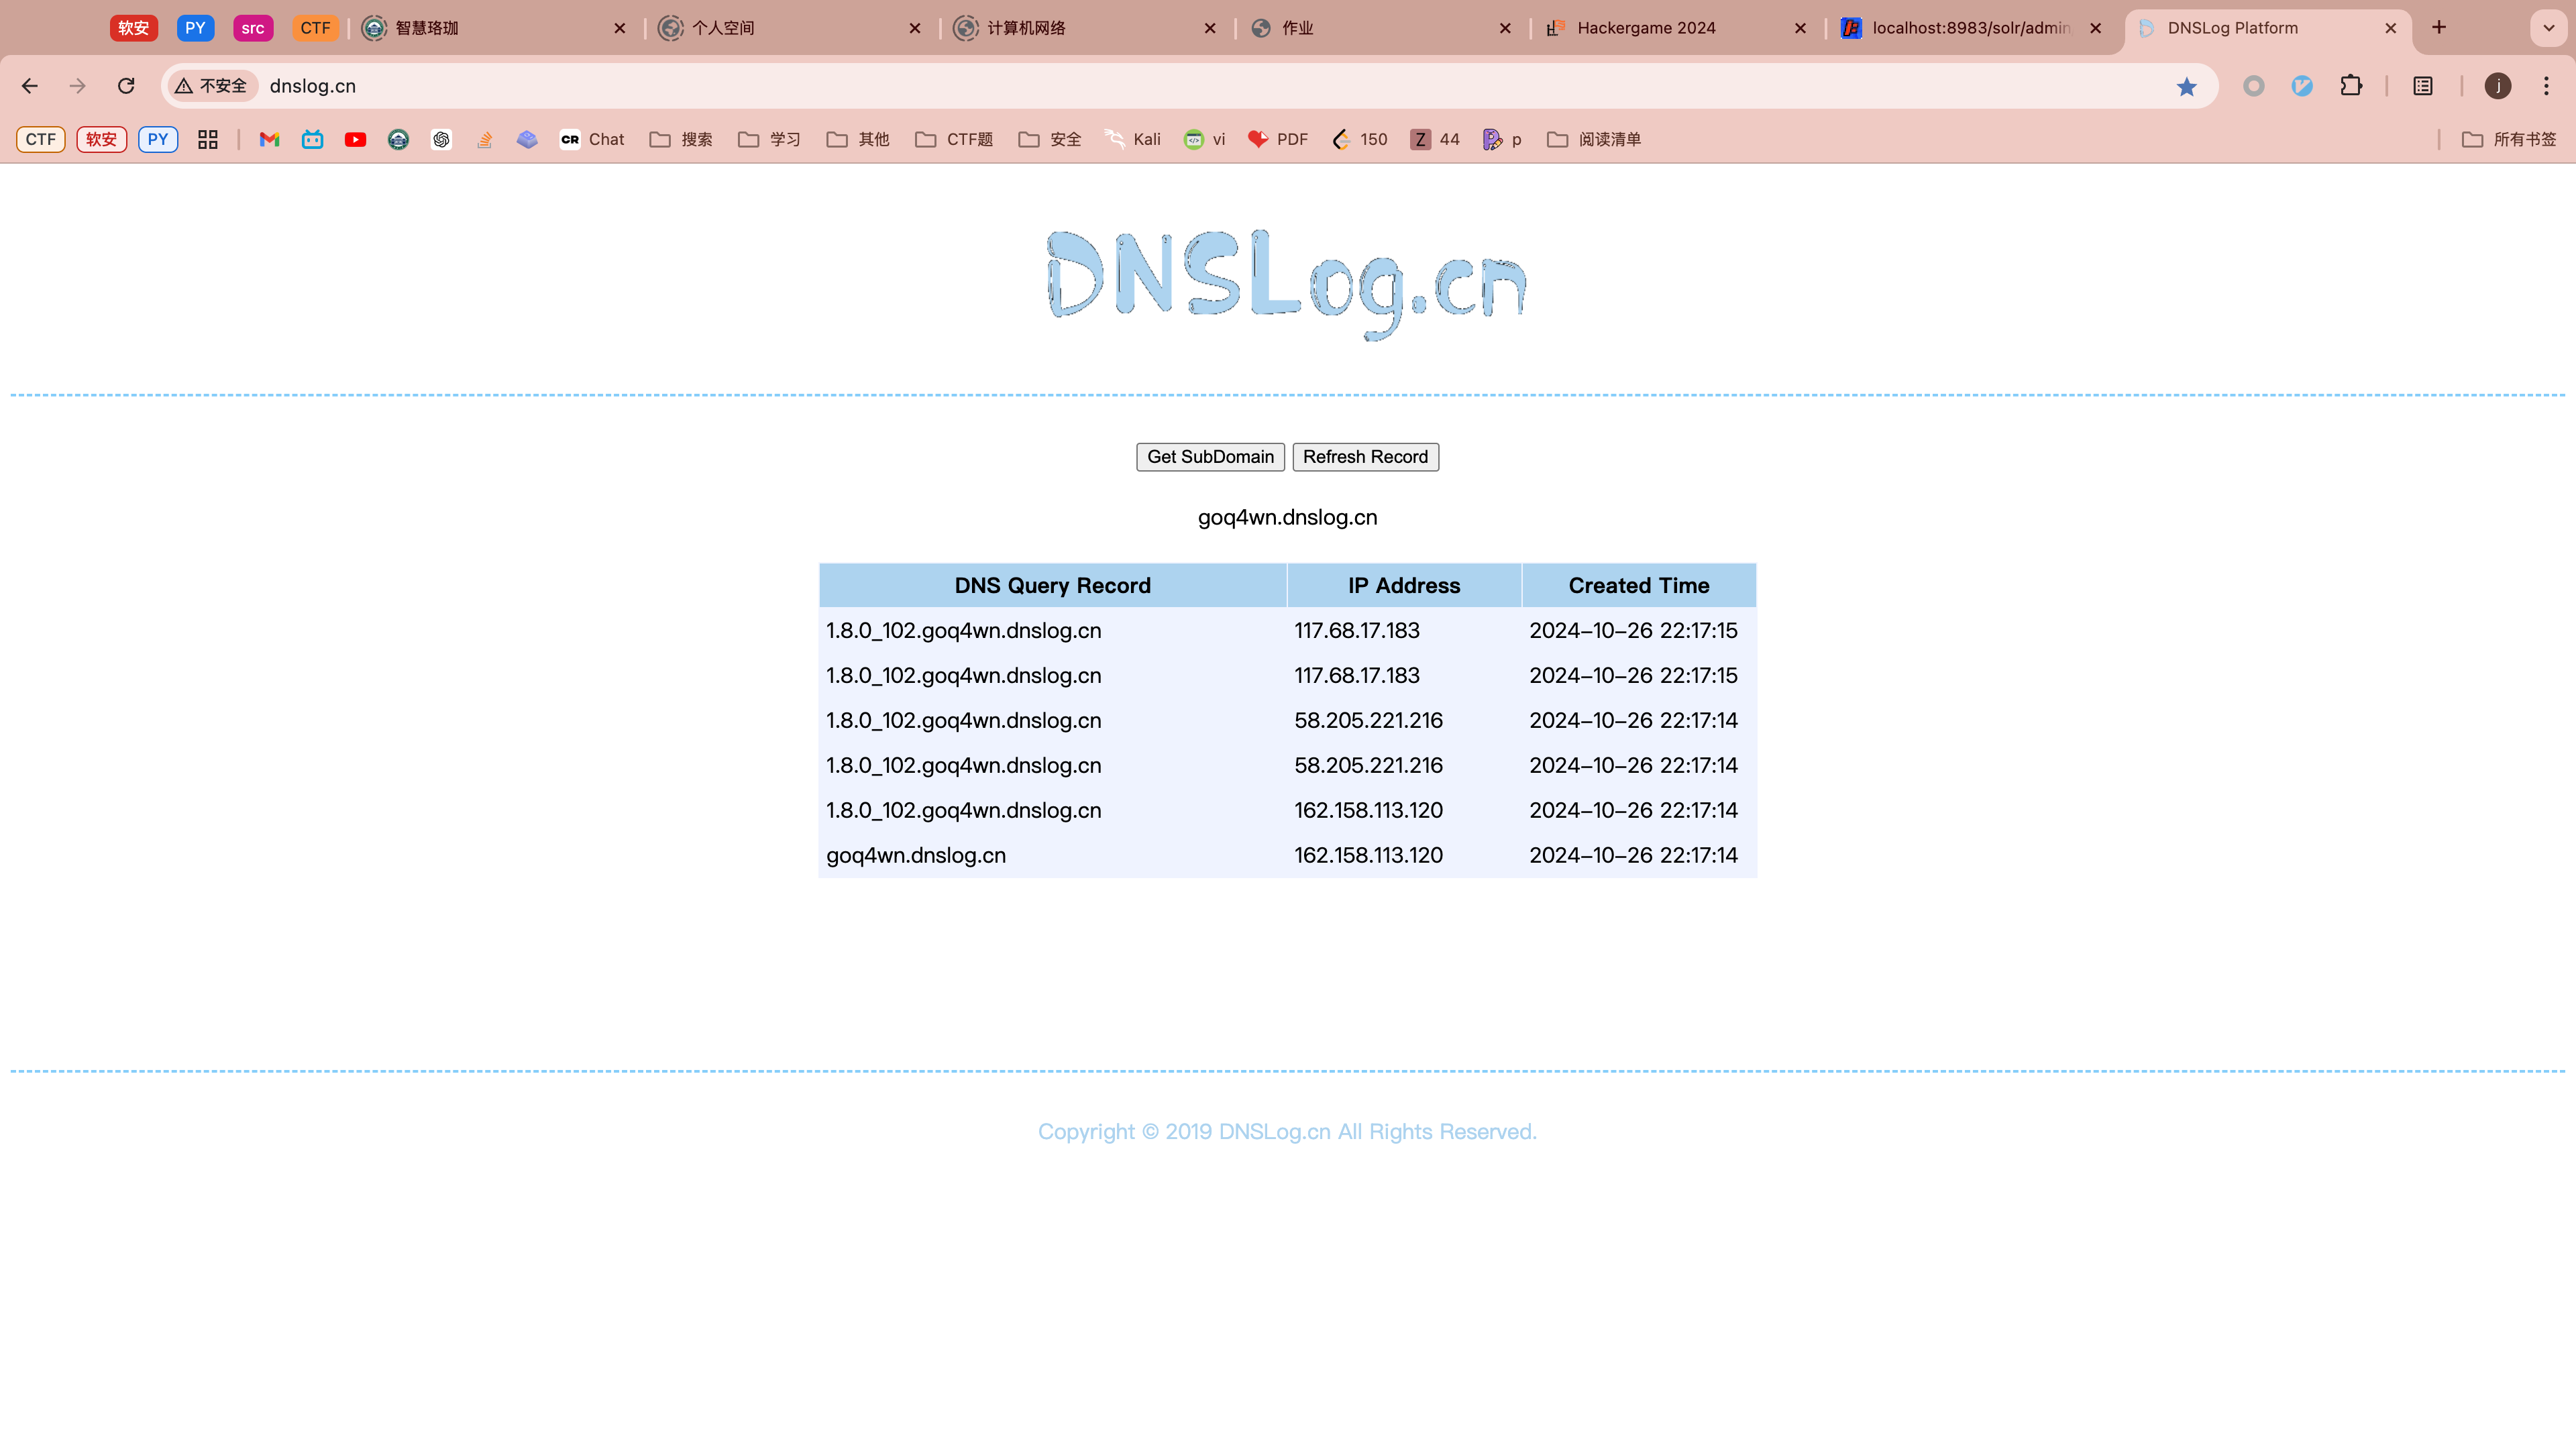 软安 PY src CTF 智慧珞珈 个人空间 计算机网络 作业 Hackergame 2024 localhost:8983/solr/admin DNSLog Platform
不安全 dnslog.cn j
CTF 软安 PY CR Chat 搜索 学习 其他 CTF题 安全 Kali vi PDF 150 Z 44 p 阅读清单 所有书签
DNSLog.cn
Get SubDomain Refresh Record
goq4wn.dnslog.cn
DNS Query Record IP Address Created Time
1.8.0_102.goq4wn.dnslog.cn 117.68.17.183 2024-10-26 22:17:15
1.8.0_102.goq4wn.dnslog.cn 117.68.17.183 2024-10-26 22:17:15
1.8.0_102.goq4wn.dnslog.cn 58.205.221.216 2024-10-26 22:17:14
1.8.0_102.goq4wn.dnslog.cn 58.205.221.216 2024-10-26 22:17:14
1.8.0_102.goq4wn.dnslog.cn 162.158.113.120 2024-10-26 22:17:14
goq4wn.dnslog.cn 162.158.113.120 2024-10-26 22:17:14
Copyright © 2019 DNSLog.cn All Rights Reserved.